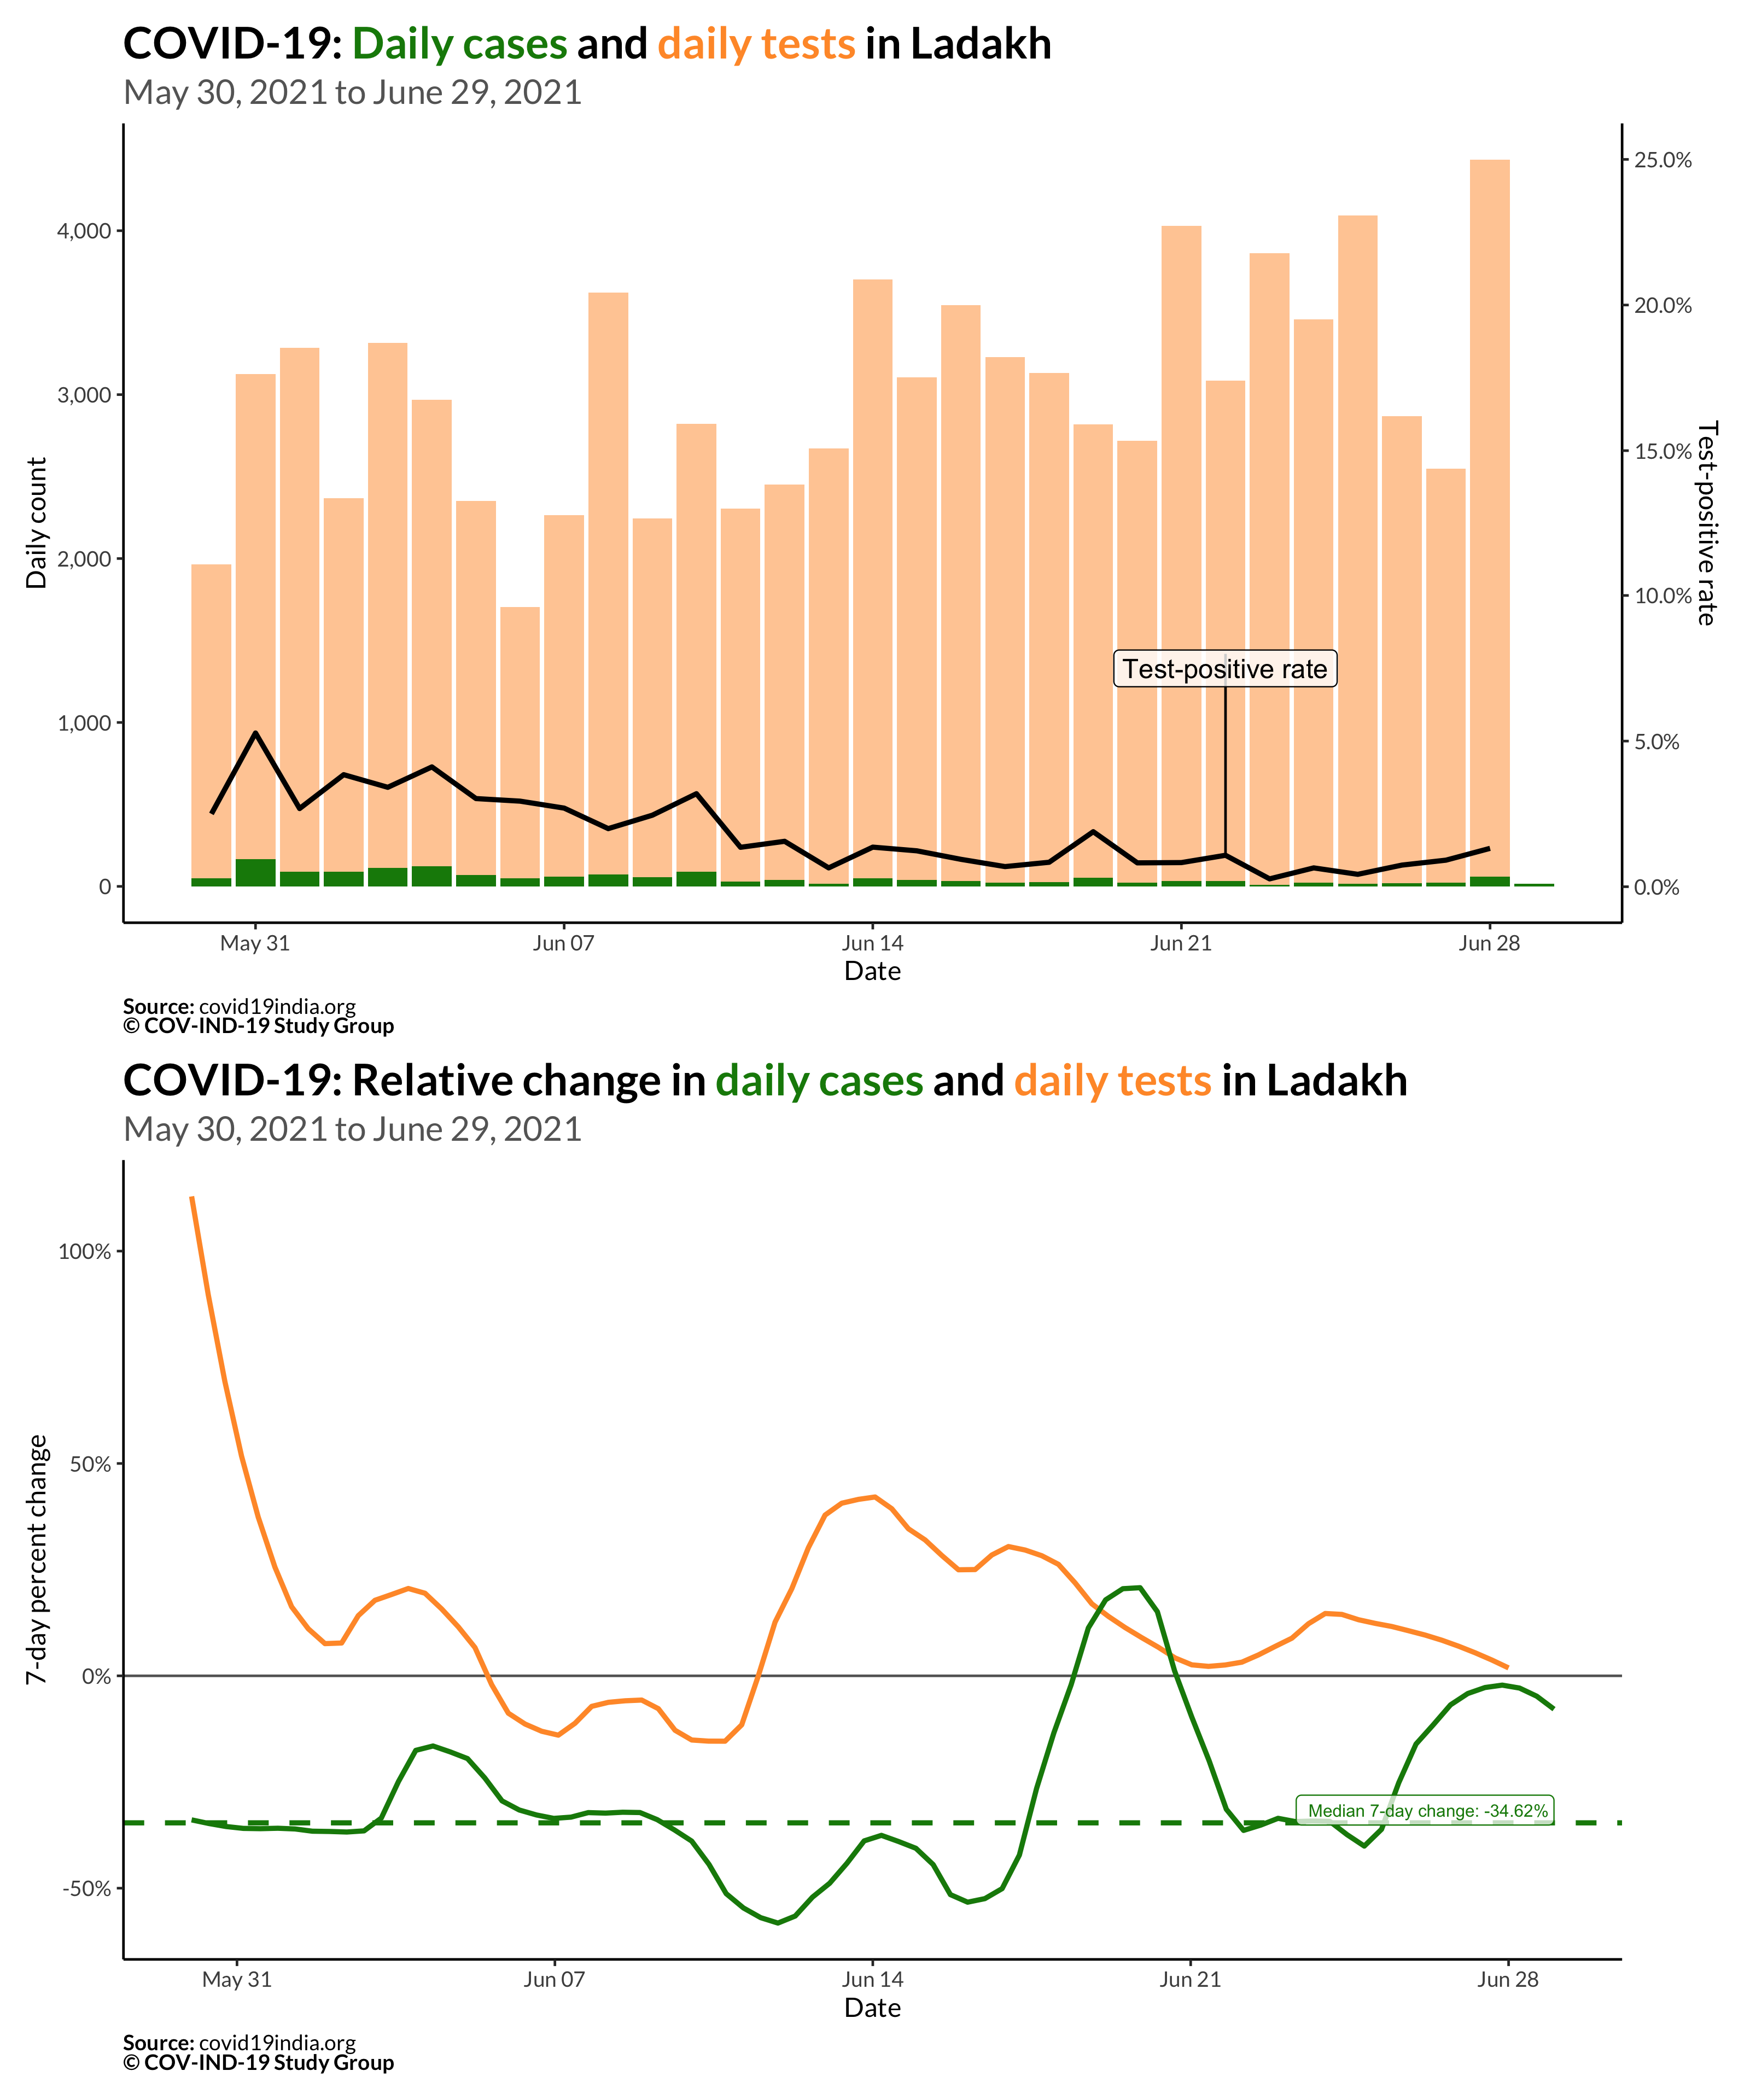 COVID-19: Daily cases and daily tests in Ladakh
May 30, 2021 to June 29, 2021
4,000
3,000
2,000
1,000
0
Daily count
25.0%
20.0%
15.0%
10.0%
5.0%
0.0%
Test-positive rate
Test-positive rate
May 31
Jun 07
Jun 14
Jun 21
Jun 28
Date
Source: covid19india.org
© COV-IND-19 Study Group
COVID-19: Relative change in daily cases and daily tests in Ladakh
May 30, 2021 to June 29, 2021
100%
50%
0%
-50%
7-day percent change
Median 7-day change: -34.62%
May 31
Jun 07
Jun 14
Jun 21
Jun 28
Date
Source: covid19india.org
© COV-IND-19 Study Group